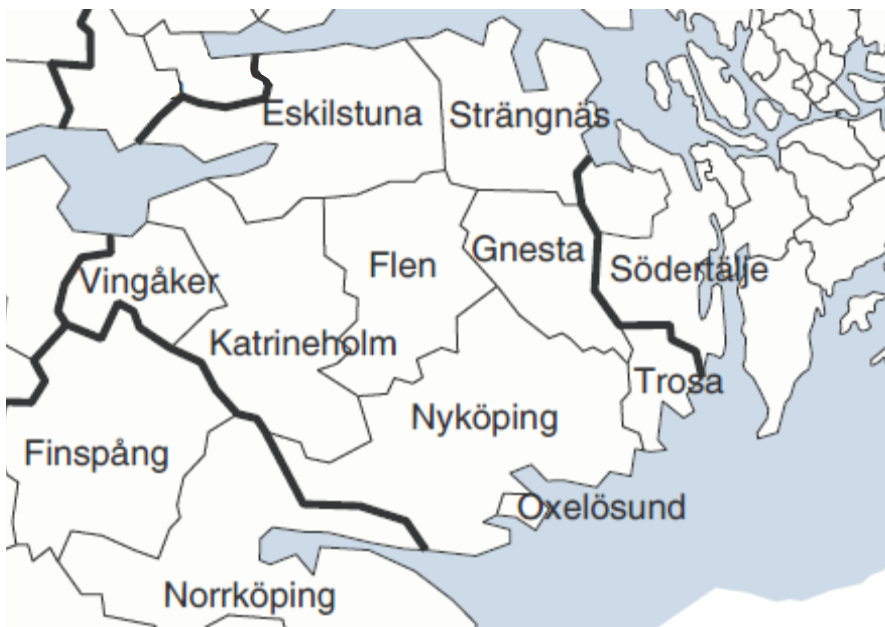 Eskilstuna
Strängnäs
Vingåker
Flen
Gnesta
Södertälje
Katrineholm
Trosa
Nyköping
Finspång
Oxelösund
Norrköping